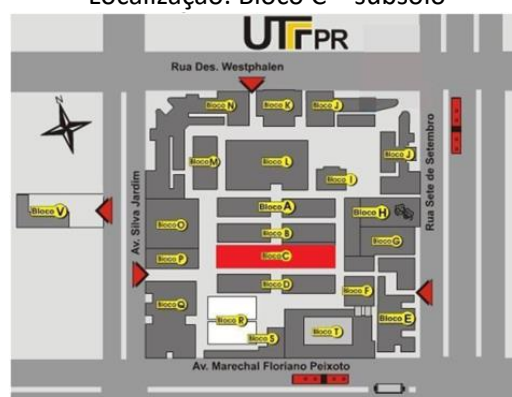 Localização: Bloco C – subsolo
UTFPR
Rua Des. Westphalen
Bloco N
Bloco K
Bloco J
Bloco M
Bloco L
Bloco J
Bloco I
Bloco A
Bloco H
Bloco V
Bloco O
Bloco B
Bloco G
Bloco P
Bloco C
Bloco D
Bloco F
Bloco Q
Bloco R
Bloco E
Bloco S
Bloco T
Av. Silva Jardim
Rua Sete de Setembro
Av. Marechal Floriano Peixoto